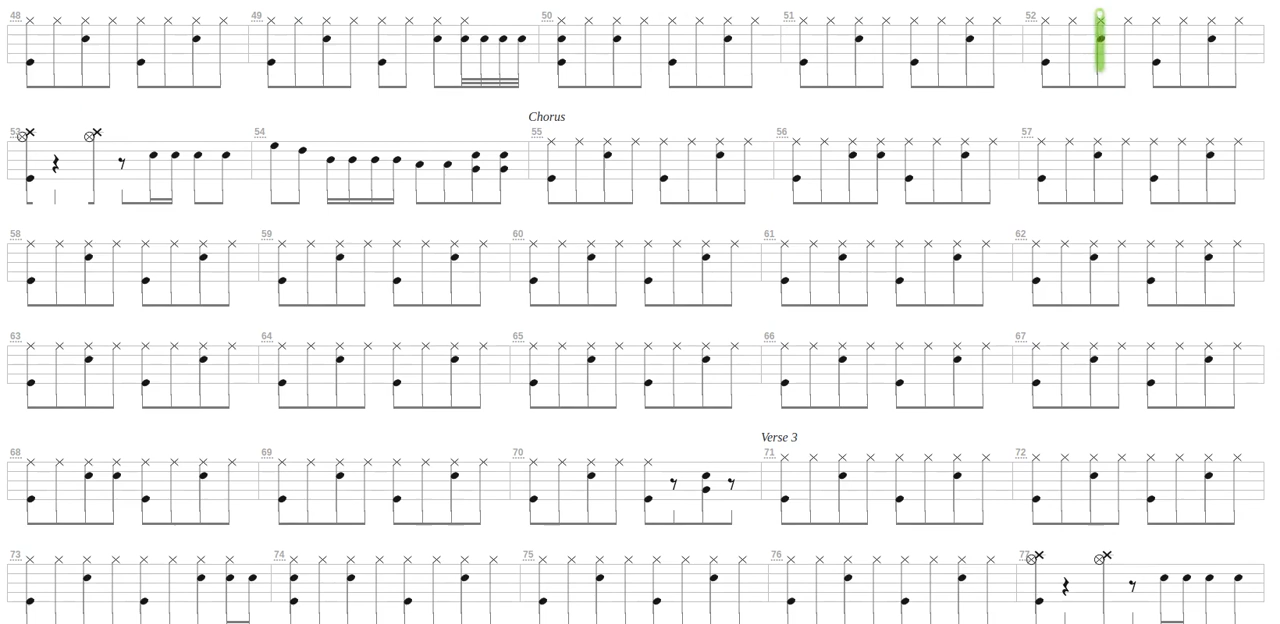 48 49 50 51 52
Chorus
53 54 55 56 57
58 59 60 61 62
63 64 65 66 67
Verse 3
68 69 70 71 72
73 74 75 76 77